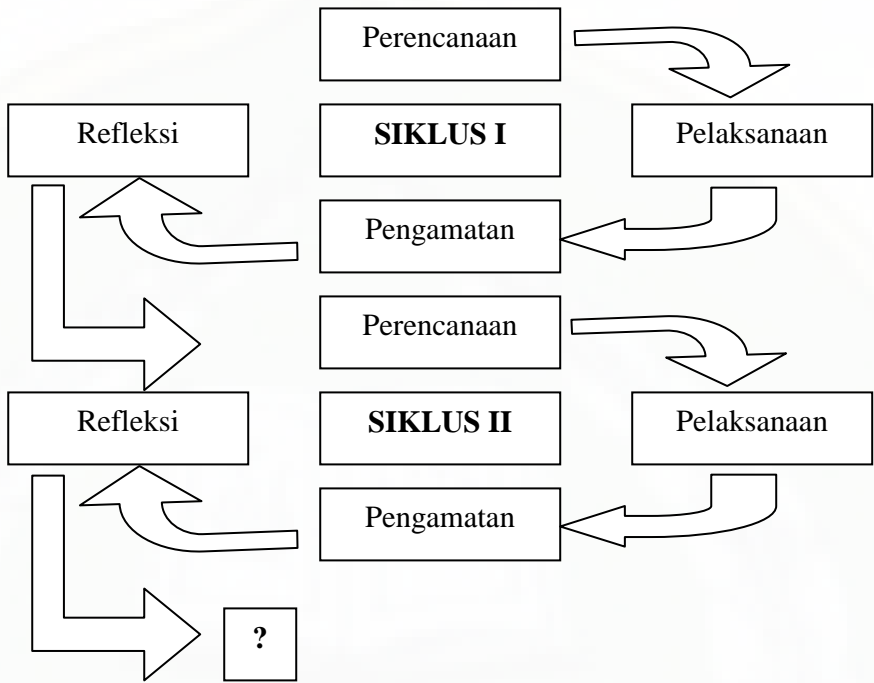 Perencanaan
Refleksi
SIKLUS I
Pelaksanaan
Pengamatan
Perencanaan
Refleksi
SIKLUS II
Pelaksanaan
Pengamatan
?